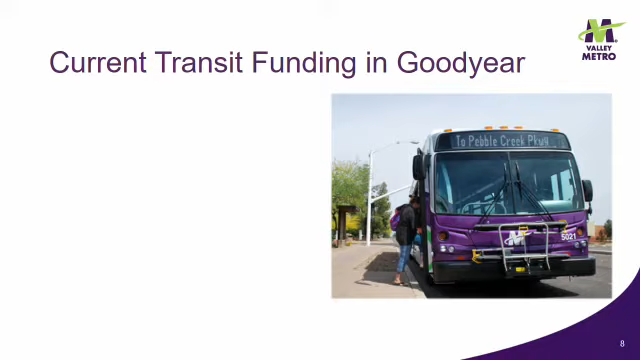 Current Transit Funding in Goodyear
VALLEY
METRO
To Pebble Creek Pkwy
5021
8